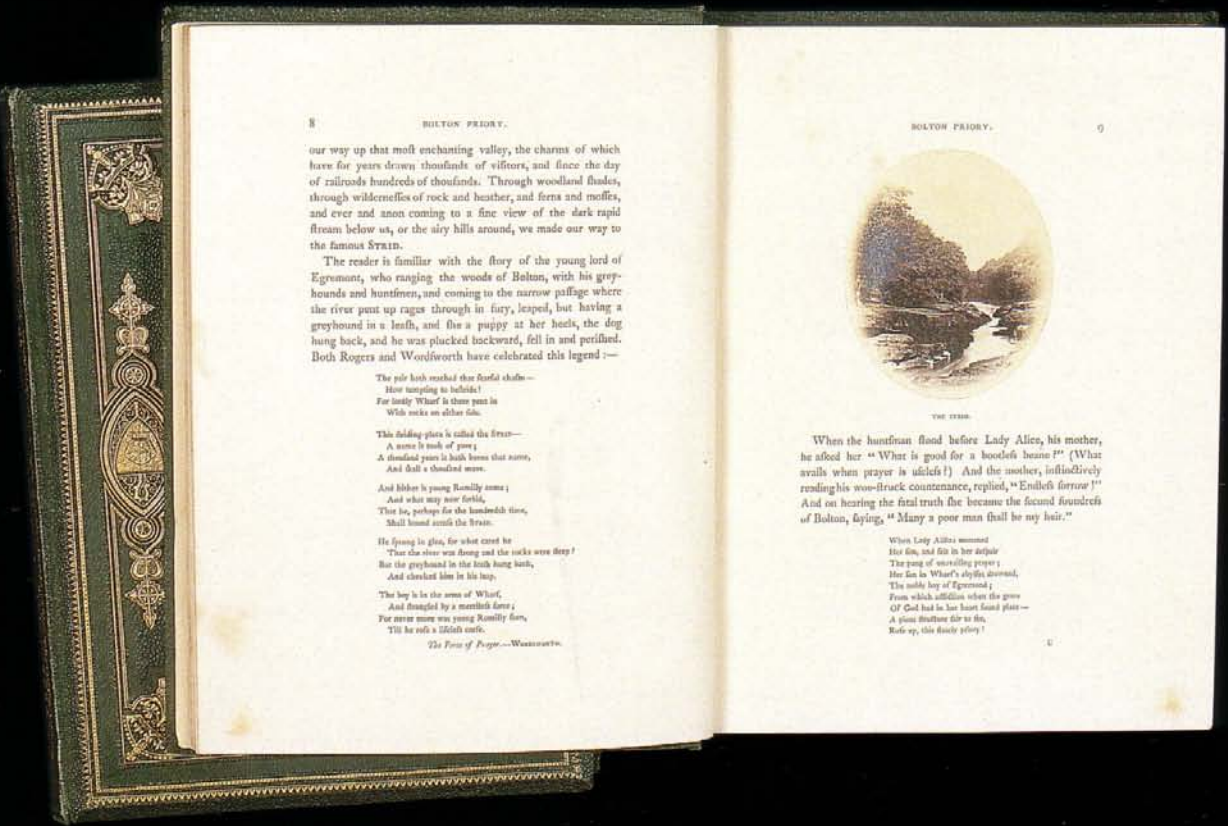 8
BOLTON PRIORY.
our way up that moſt enchanting valley, the charms of which
have for years drawn thouſands of viſitors, and ſince the day
of railroads hundreds of thouſands. Through woodland ſhades,
through wilderneſſes of rock and heather, and ferns and moſſes,
and ever and anon coming to a fine view of the dark rapid
ſtream below us, or the airy hills around, we made our way to
the famous STRID.
The reader is familiar with the ſtory of the young lord of
Egremont, who ranging the woods of Bolton, with his grey-
hounds and huntſmen, and coming to the narrow paſſage where
the river pent up rages through in fury, leaped, but having a
greyhound in a leaſh, and ſhe a puppy at her heels, the dog
hung back, and he was plucked backward, fell in and periſhed.
Both Rogers and Wordſworth have celebrated this legend :—
The pair hath reached that fearful chaſm—
How tempting to beſtride!
For lordly Wharf is there pent in
With rocks on either ſide.
This ſtriding-place is called the STRID—
A name it took of yore;
A thouſand years it hath borne that name,
And ſhall a thouſand more.
And hither is young Romilly come;
And what may now forbid,
That he, perhaps for the hundredth time,
Shall bound acroſs the STRID.
He ſprung in glee, for what cared he
That the river was ſtrong and the rocks were ſteep?
But the greyhound in the leaſh hung back,
And checked him in his leap.
The boy is in the arms of Wharf,
And ſtrangled by a mercileſs force;
For never more was young Romilly ſeen,
Till he roſe a lifeleſs corſe.
The Force of Prayer.—WORDSWORTH.
BOLTON PRIORY.
9
THE STRID.
When the huntſman ſtood before Lady Alice, his mother,
he aſked her “ What is good for a bootleſs beane ?” (What
avails when prayer is uſeleſs ?) And the mother, inſtinctively
reading his woe-ſtruck countenance, replied, “ Endleſs ſorrow !”
And on hearing the fatal truth ſhe became the ſecond foundreſs
of Bolton, ſaying, “ Many a poor man ſhall be my heir.”
When Lady Aäliza mourned
Her ſon, and felt in her deſpair
The pang of unavailing prayer;
Her ſon in Wharf's abyſſes drowned,
The noble boy of Egremond;
From which affliction when the grace
Of God had in her heart found place—
A pious ſtructure fair to ſee,
Roſe up, this ſtately priory!